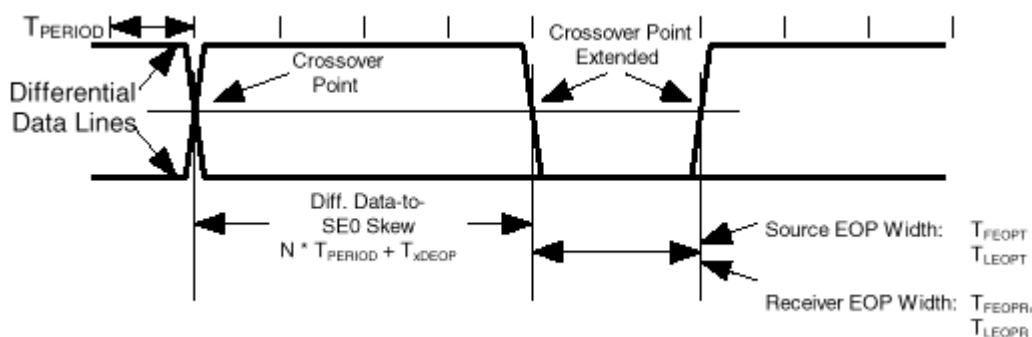 TPERIOD
Crossover
Point
Crossover Point
Extended
Differential
Data Lines
Diff. Data-to-
SE0 Skew
N * TPERIOD + TxDEOP
Source EOP Width: TFEOPT
TLEOPT
Receiver EOP Width: TFEOPR,
TLEOPR